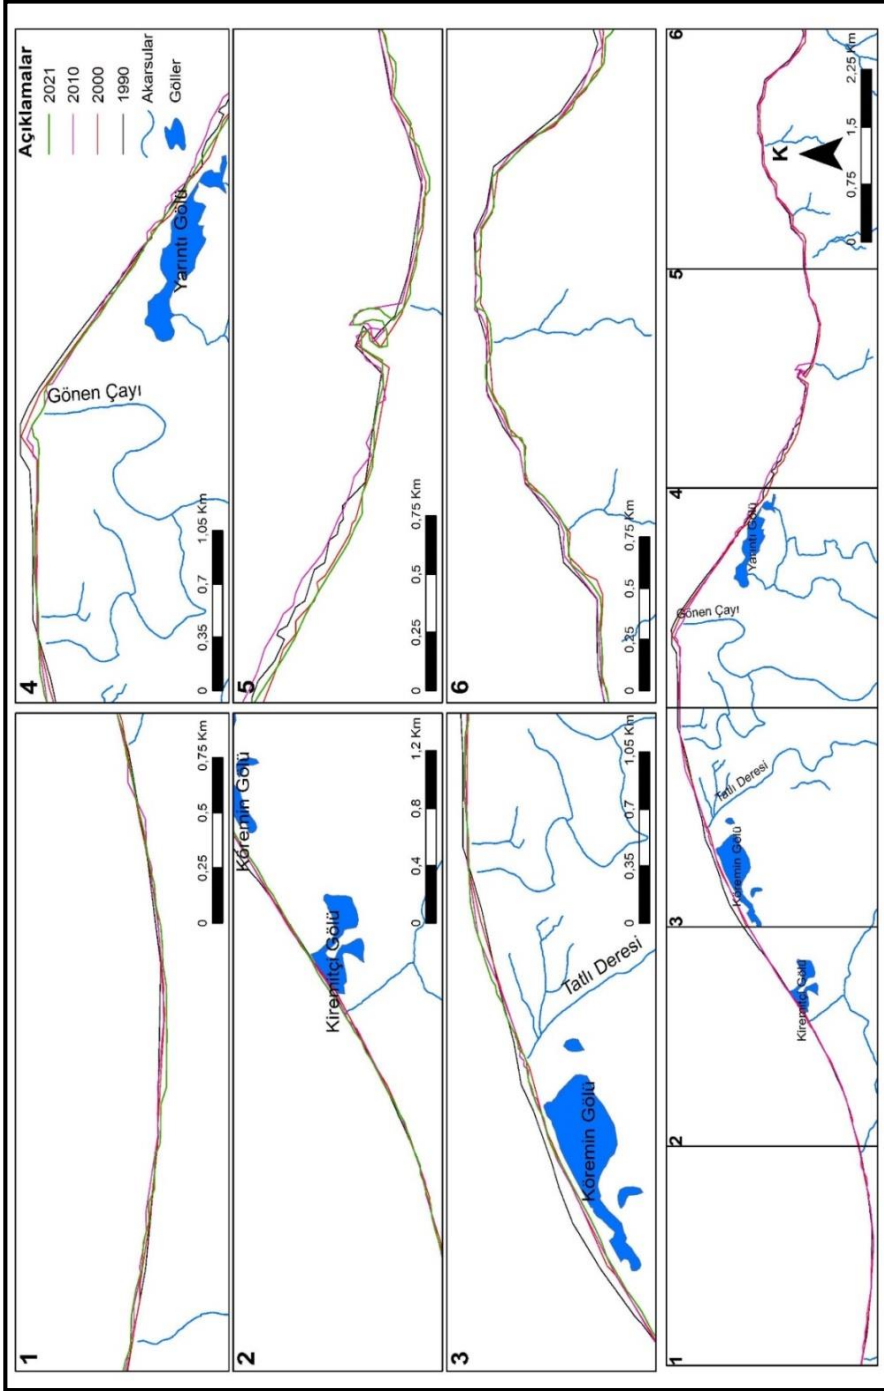 1
0 0,25 0,5 0,75 Km
2
Kiremitçi Gölü
Köremin Gölü
0 0,4 0,8 1,2 Km
3
Köremin Gölü
Tatlı Deresi
0 0,35 0,7 1,05 Km
4
Gönen Çayı
Yarıntı Gölü
0 0,35 0,7 1,05 Km
Açıklamalar
2021
2010
2000
1990
Akarsular
Göller
5
0 0,25 0,5 0,75 Km
6
0 0,25 0,5 0,75 Km
1
2
3
4
5
6
Kiremitçi Gölü
Köremin Gölü
Tatlı Deresi
Gönen Çayı
Yarıntı Gölü
K
0 0,75 1,5 2,25 Km